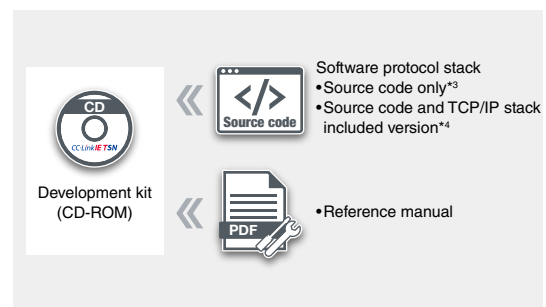 CD
CC-Link IE TSN
Development kit
(CD-ROM)
</>
Source code
Software protocol stack
•Source code only*3
•Source code and TCP/IP stack
included version*4
PDF
•Reference manual